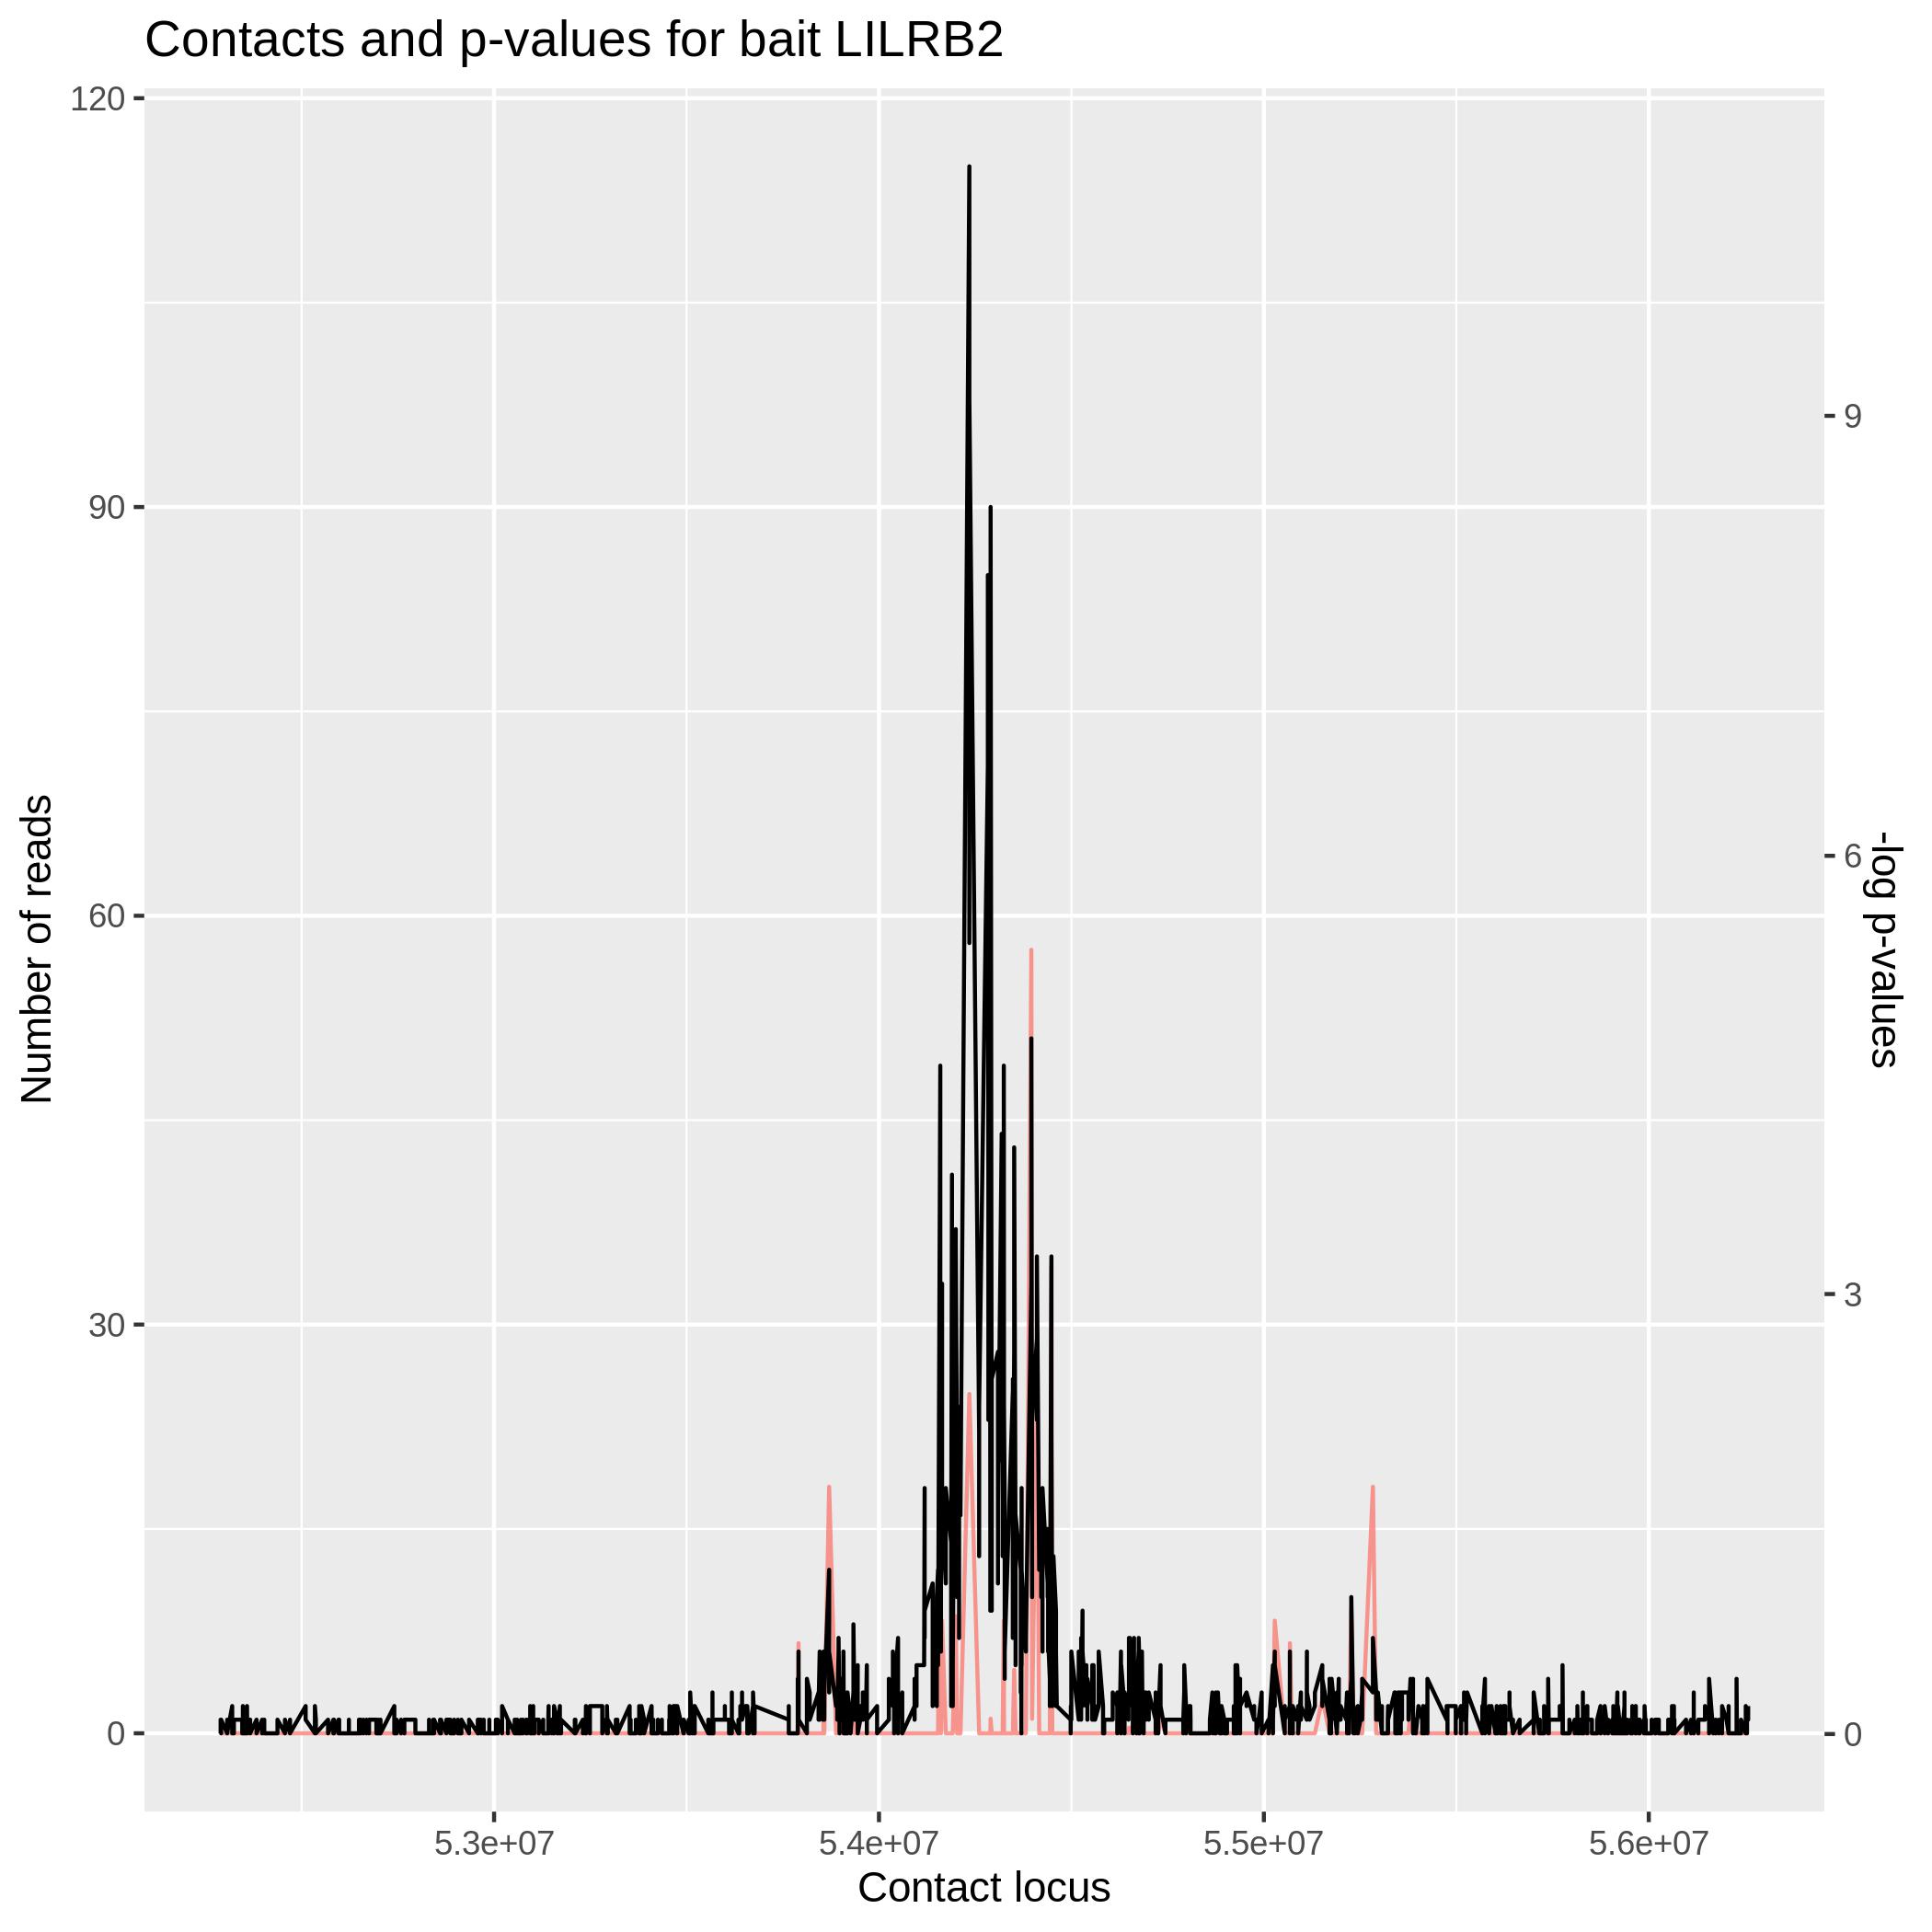 Contacts and p-values for bait LILRB2
120
90
60
30
0
Number of reads
9
6
3
0
-log p-values
5.3e+07
5.4e+07
5.5e+07
5.6e+07
Contact locus